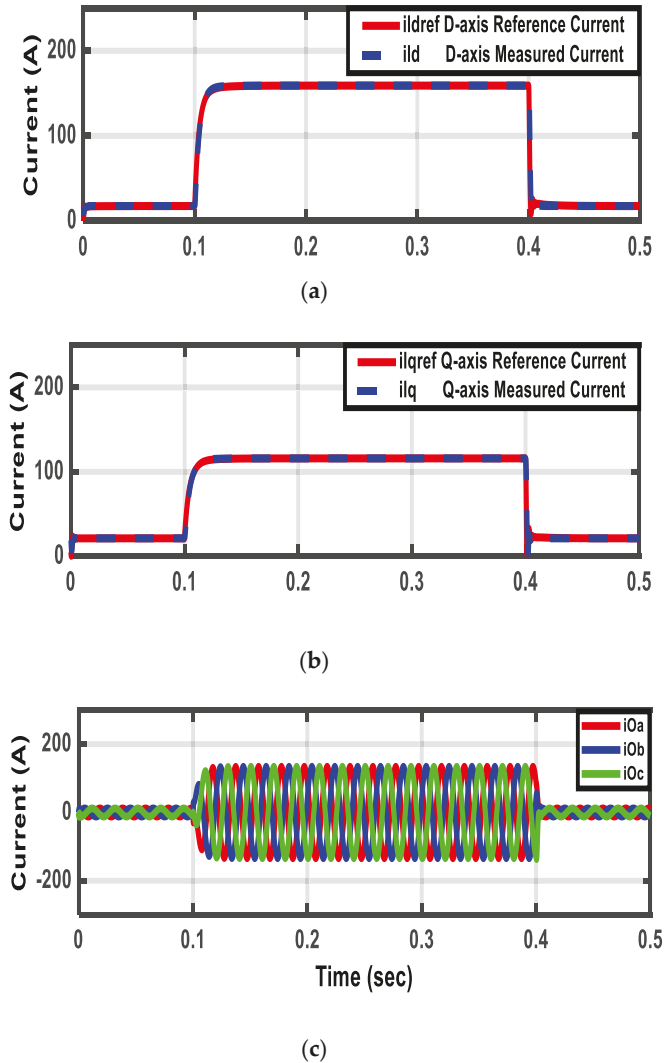 ildref D-axis Reference Current
ild D-axis Measured Current
Current (A)
200
100
0
0 0.1 0.2 0.3 0.4 0.5
(a)
ilqref Q-axis Reference Current
ilq Q-axis Measured Current
Current (A)
200
100
0
0 0.1 0.2 0.3 0.4 0.5
(b)
iOa
iOb
iOc
Current (A)
200
0
-200
0 0.1 0.2 0.3 0.4 0.5
Time (sec)
(c)